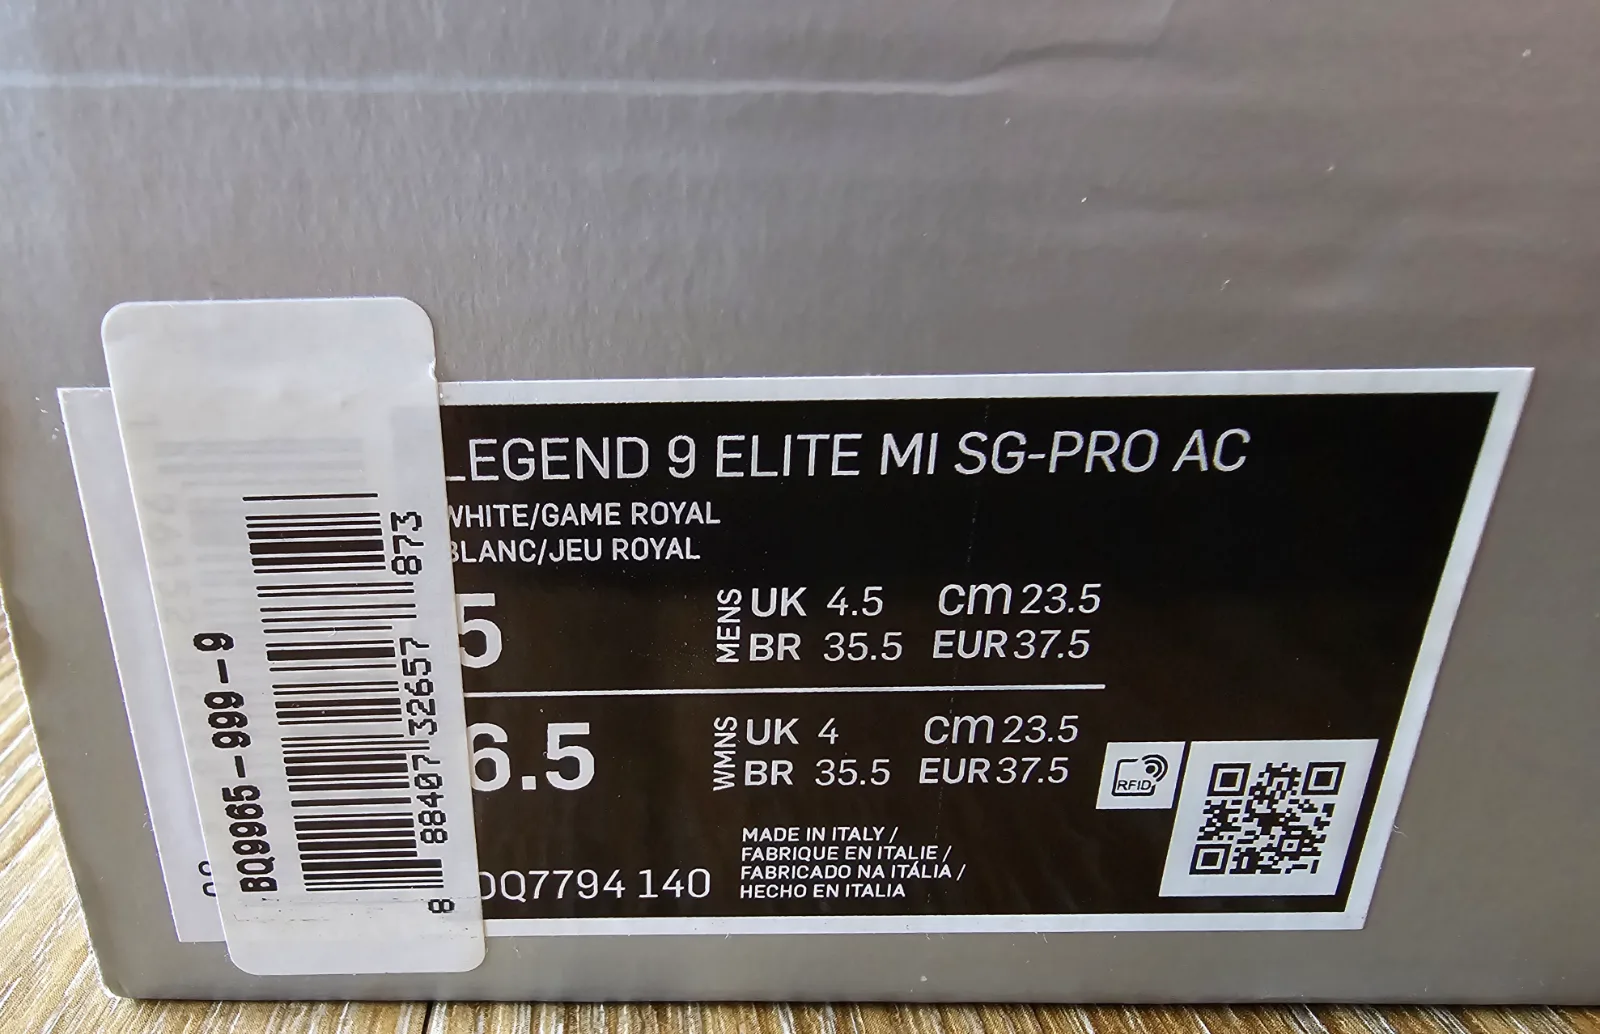 LEGEND 9 ELITE MI SG-PRO AC
WHITE/GAME ROYAL
BLANC/JEU ROYAL
5
MENS
UK 4.5 cm 23.5
BR 35.5 EUR 37.5
6.5
WMNS
UK 4 cm 23.5
BR 35.5 EUR 37.5
DQ7794 140
MADE IN ITALY /
FABRIQUE EN ITALIE /
FABRICADO NA ITÁLIA /
HECHO EN ITALIA
RFID
BQ9965-999-9
8 88407 32657 873